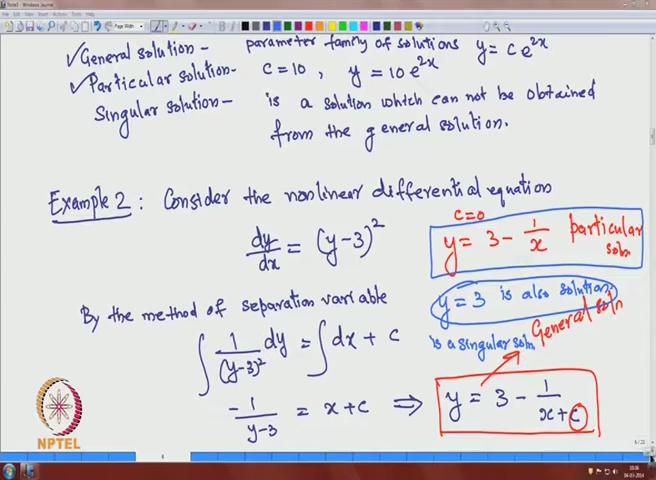 ✓General solution - parameter family of solutions y = c e^{2x}
✓Particular solution - c = 10 , y = 10 e^{2x}
Singular solution - is a solution which can not be obtained
from the general solution.
Example 2 : Consider the nonlinear differential equation
dy/dx = (y-3)^2
c=0
y = 3 - 1/x particular
soln
By the method of separation variable
y = 3 is also solution.
is a singular soln
General soln
∫ 1/(y-3)^2 dy = ∫ dx + c
-1/(y-3) = x+c ⇒ y = 3 - 1/(x+c)
NPTEL